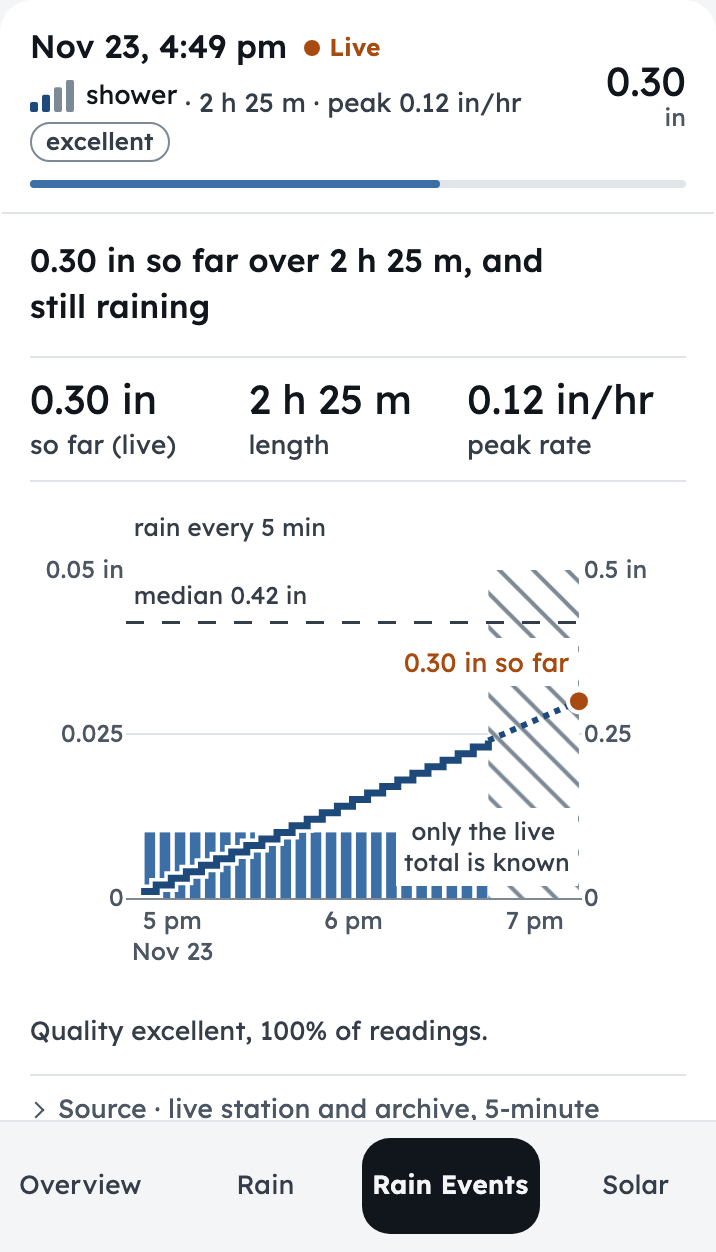 Nov 23, 4:49 pm ● Live
shower · 2 h 25 m · peak 0.12 in/hr
0.30
in
excellent
0.30 in so far over 2 h 25 m, and
still raining
0.30 in
so far (live)
2 h 25 m
length
0.12 in/hr
peak rate
rain every 5 min
0.05 in
0.5 in
median 0.42 in
0.30 in so far
0.025
0.25
only the live
total is known
0
0
5 pm
6 pm
7 pm
Nov 23
Quality excellent, 100% of readings.
> Source · live station and archive, 5-minute
Overview
Rain
Rain Events
Solar